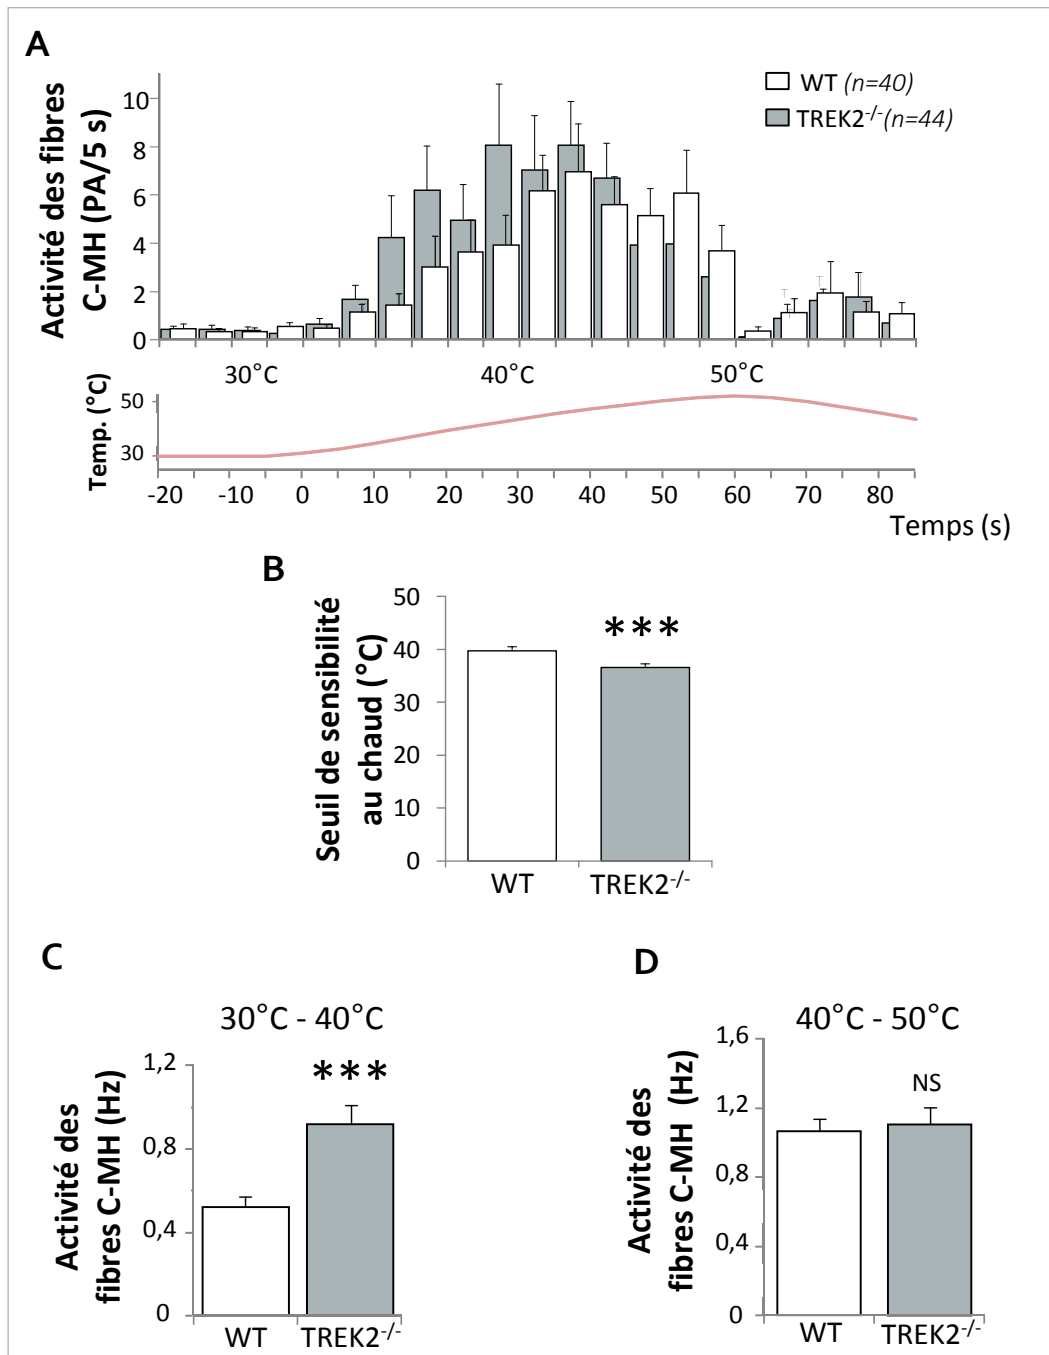 A
Activité des fibres
C-MH (PA/5 s)
10
8
6
4
2
0
WT (n=40)
TREK2-/-(n=44)
30°C 40°C 50°C
Temp. (°C)
50
30
-20 -10 0 10 20 30 40 50 60 70 80
Temps (s)
B
Seuil de sensibilité
au chaud (°C)
50
40
30
20
10
0
***
WT TREK2-/-
C
30°C - 40°C
Activité des
fibres C-MH (Hz)
1,2
0,8
0,4
0
***
WT TREK2-/-
D
40°C - 50°C
Activité des
fibres C-MH (Hz)
1,6
1,2
0,8
0,4
0
NS
WT TREK2-/-